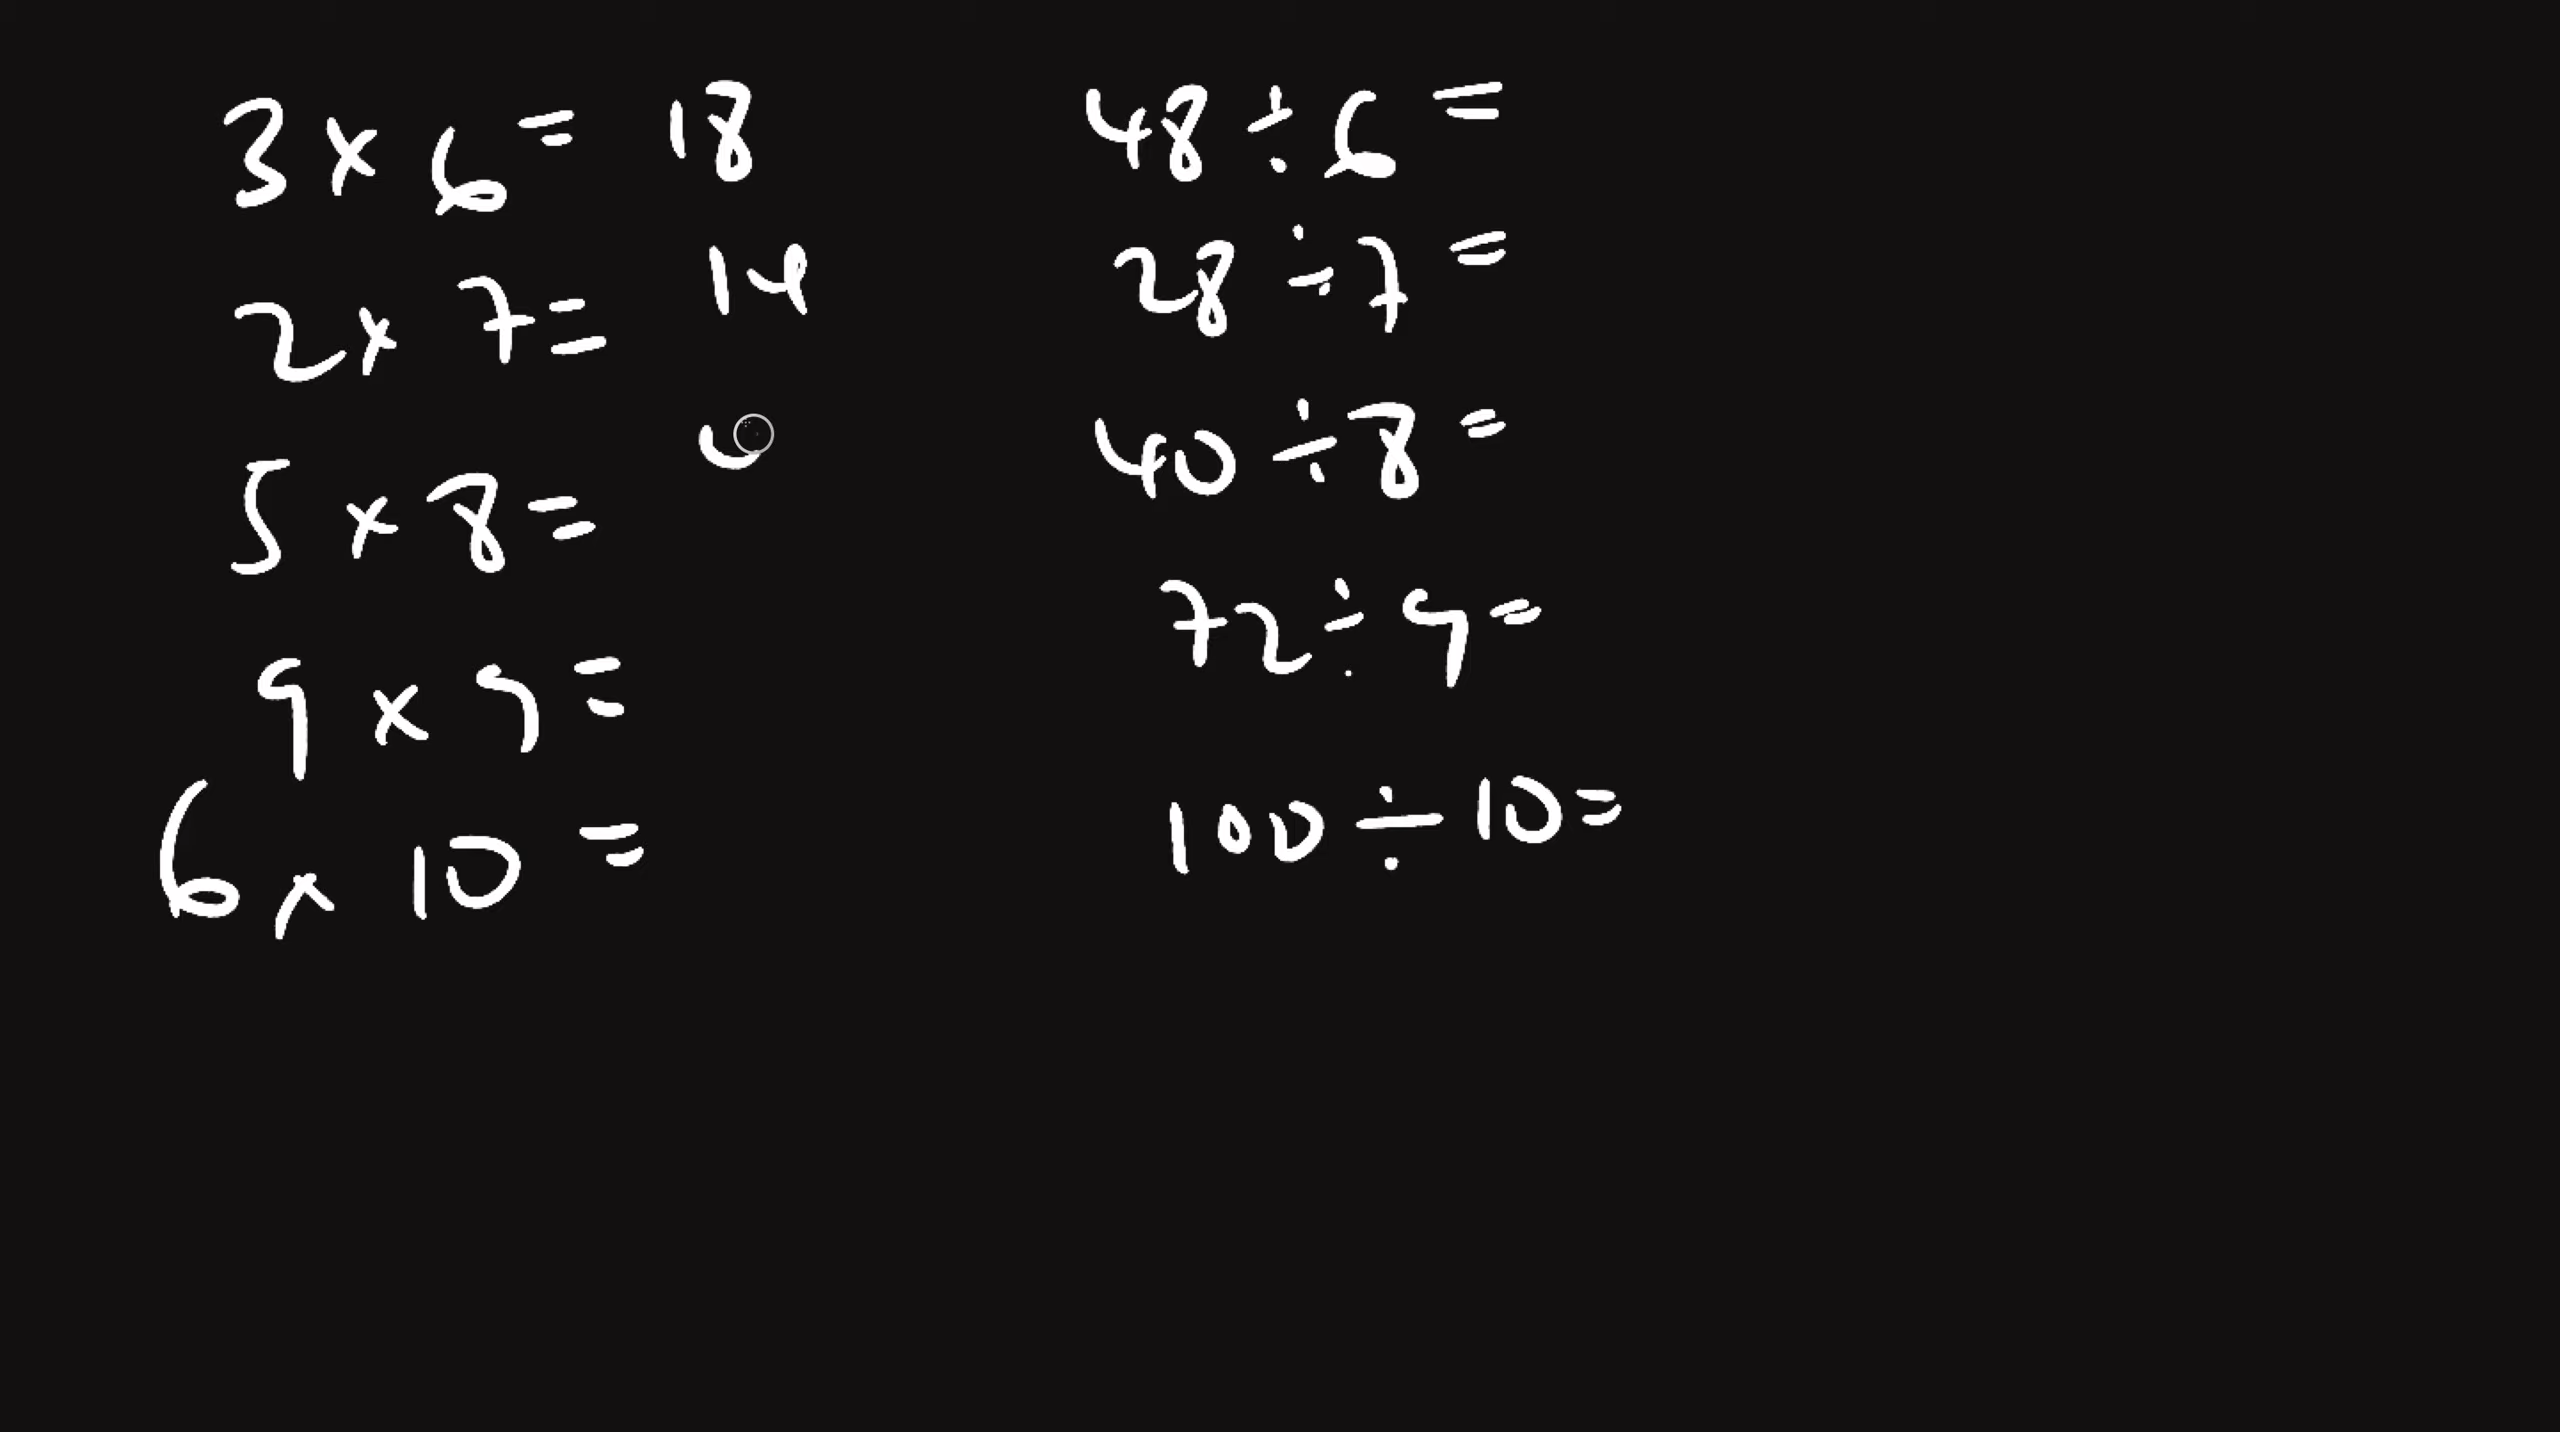 3 × 6 = 18
2 × 7 = 14
5 × 8 =
9 × 9 =
6 × 10 =
48 ÷ 6 =
28 ÷ 7 =
40 ÷ 8 =
72 ÷ 9 =
100 ÷ 10 =